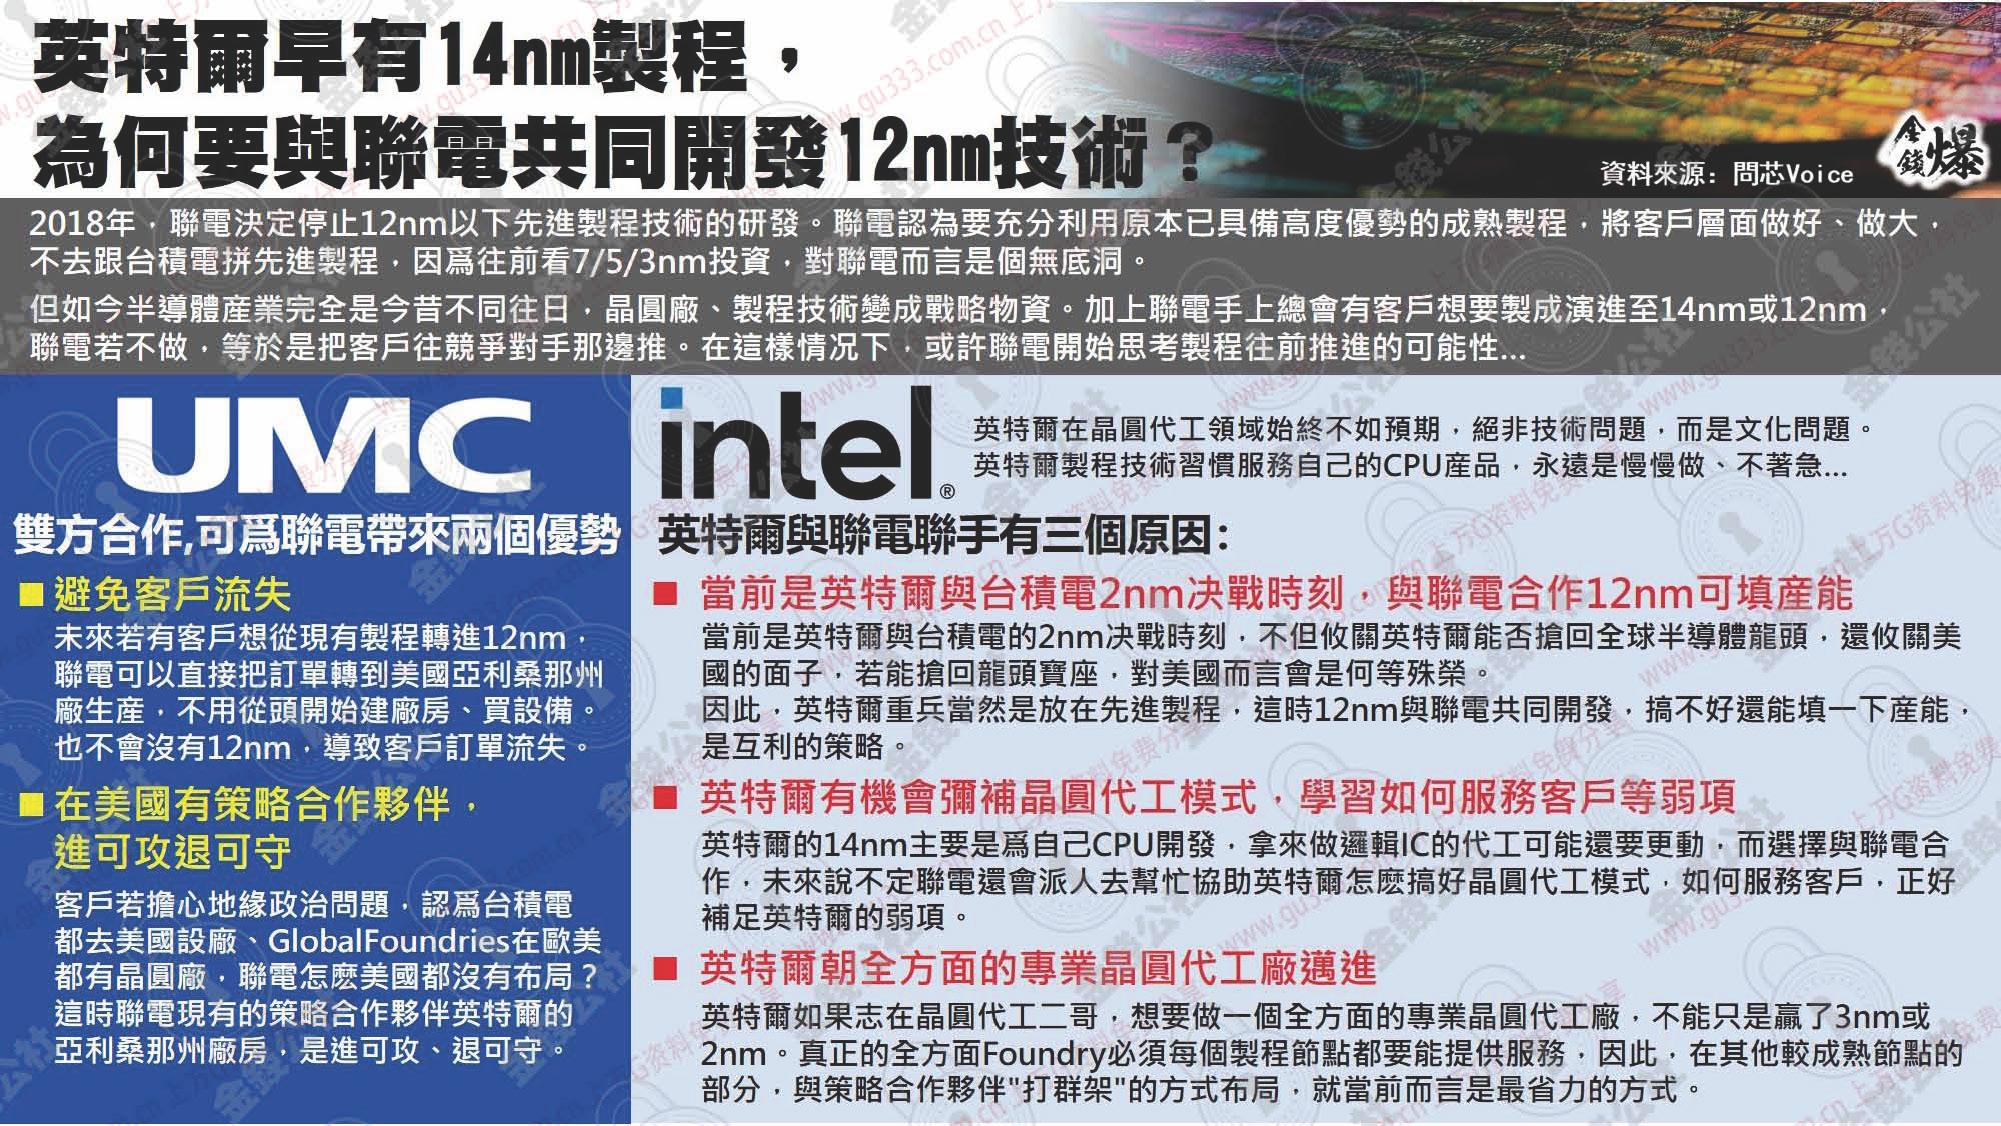 英特爾早有14nm製程，
為何要與聯電共同開發12nm技術？
資料來源：問芯Voice
金錢爆
2018年，聯電決定停止12nm以下先進製程技術的研發。聯電認為要充分利用原本已具備高度優勢的成熟製程，將客戶層面做好、做大，
不去跟台積電拼先進製程，因爲往前看7/5/3nm投資，對聯電而言是個無底洞。
但如今半導體産業完全是今昔不同往日，晶圓廠、製程技術變成戰略物資。加上聯電手上總會有客戶想要製成演進至14nm或12nm，
聯電若不做，等於是把客戶往競爭對手那邊推。在這樣情况下，或許聯電開始思考製程往前推進的可能性...
UMC
雙方合作,可爲聯電帶來兩個優勢
■ 避免客戶流失
未來若有客戶想從現有製程轉進12nm，
聯電可以直接把訂單轉到美國亞利桑那州
廠生産，不用從頭開始建廠房、買設備。
也不會沒有12nm，導致客戶訂單流失。
■ 在美國有策略合作夥伴，
進可攻退可守
客戶若擔心地緣政治問題，認爲台積電
都去美國設廠、GlobalFoundries在歐美
都有晶圓廠，聯電怎麽美國都沒有布局？
這時聯電現有的策略合作夥伴英特爾的
亞利桑那州廠房，是進可攻、退可守。
intel®
英特爾在晶圓代工領域始終不如預期，絕非技術問題，而是文化問題。
英特爾製程技術習慣服務自己的CPU産品，永遠是慢慢做、不著急...
英特爾與聯電聯手有三個原因：
■ 當前是英特爾與台積電2nm決戰時刻，與聯電合作12nm可填産能
當前是英特爾與台積電的2nm决戰時刻，不但攸關英特爾能否搶回全球半導體龍頭，還攸關美
國的面子，若能搶回龍頭寶座，對美國而言會是何等殊榮。
因此，英特爾重兵當然是放在先進製程，這時12nm與聯電共同開發，搞不好還能填一下産能，
是互利的策略。
■ 英特爾有機會彌補晶圓代工模式，學習如何服務客戶等弱項
英特爾的14nm主要是爲自己CPU開發，拿來做邏輯IC的代工可能還要更動，而選擇與聯電合
作，未來說不定聯電還會派人去幫忙協助英特爾怎麽搞好晶圓代工模式，如何服務客戶，正好
補足英特爾的弱項。
■ 英特爾朝全方面的專業晶圓代工廠邁進
英特爾如果志在晶圓代工二哥，想要做一個全方面的專業晶圓代工廠，不能只是贏了3nm或
2nm。真正的全方面Foundry必須每個製程節點都要能提供服務，因此，在其他較成熟節點的
部分，與策略合作夥伴"打群架"的方式布局，就當前而言是最省力的方式。